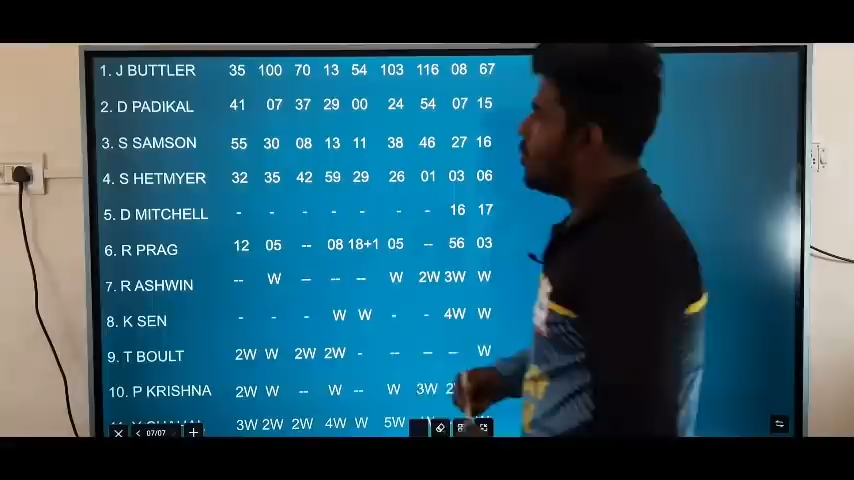 1. J BUTTLER 35 100 70 13 54 103 116 08 67
2. D PADIKAL 41 07 37 29 00 24 54 07 15
3. S SAMSON 55 30 08 13 11 38 46 27 16
4. S HETMYER 32 35 42 59 29 26 01 03 06
5. D MITCHELL - - - - - - - 16 17
6. R PRAG 12 05 -- 08 18+1 05 -- 56 03
7. R ASHWIN -- W -- -- -- W 2W 3W W
8. K SEN - - - W W - - 4W W
9. T BOULT 2W W 2W 2W - -- -- -- W
10. P KRISHNA 2W W -- W -- W 3W
3W 2W 2W 4W W 5W
07/07